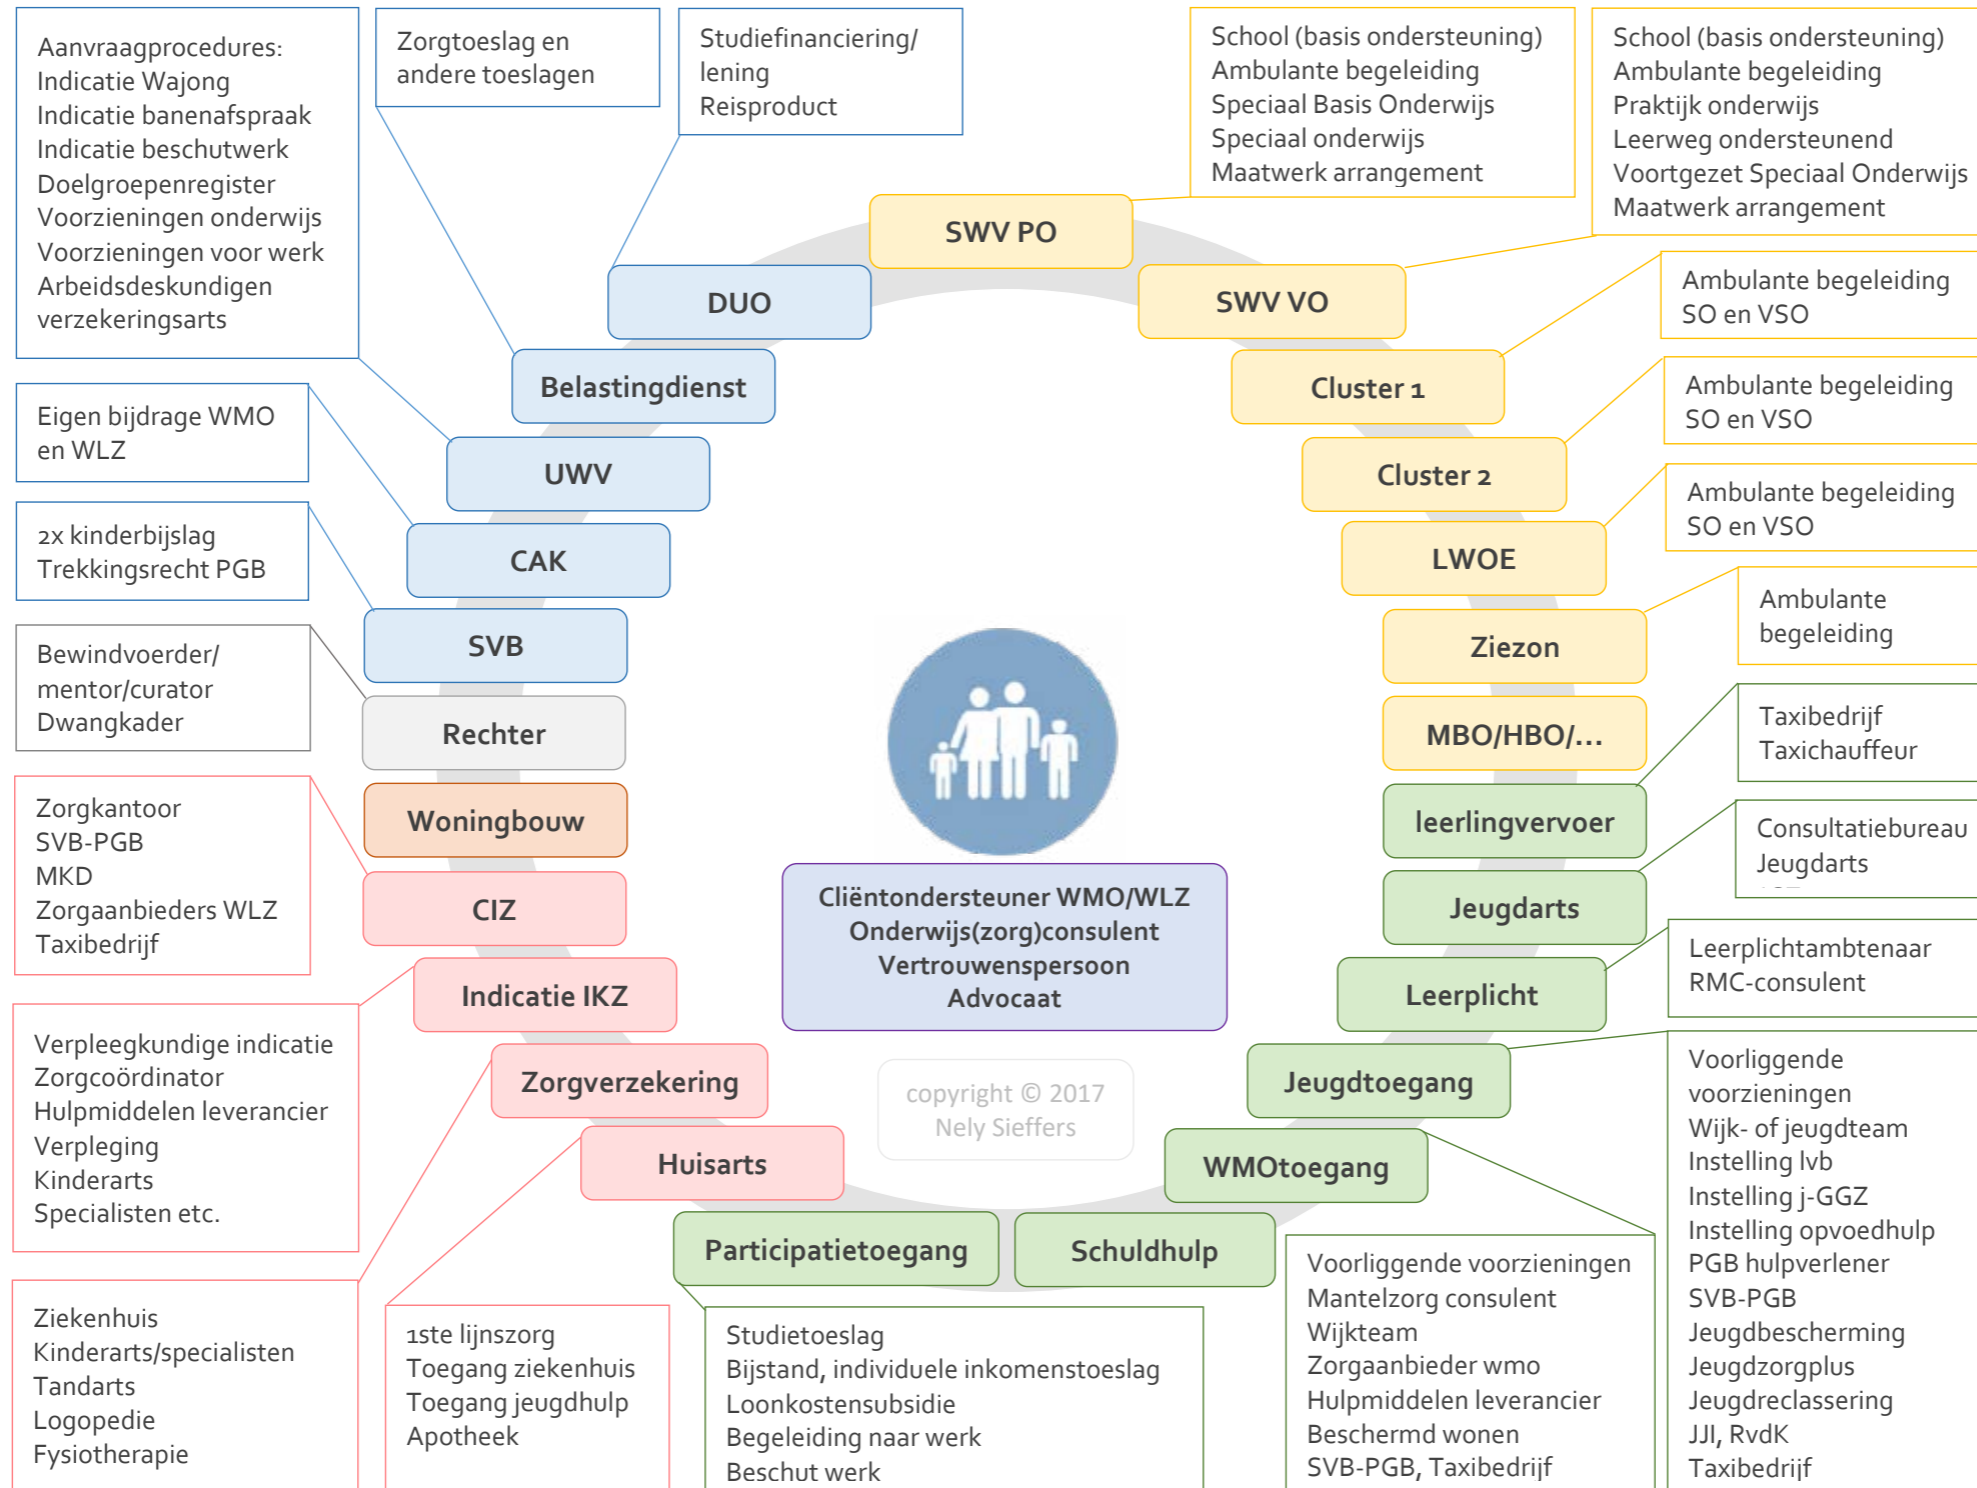 Aanvraagprocedures:
Indicatie Wajong
Indicatie banenafspraak
Indicatie beschutwerk
Doelgroepenregister
Voorzieningen onderwijs
Voorzieningen voor werk
Arbeidsdeskundigen
verzekeringsarts
Zorgtoeslag en
andere toeslagen
Studiefinanciering/
lening
Reisproduct
School (basis ondersteuning)
Ambulante begeleiding
Speciaal Basis Onderwijs
Speciaal onderwijs
Maatwerk arrangement
School (basis ondersteuning)
Ambulante begeleiding
Praktijk onderwijs
Leerweg ondersteunend
Voortgezet Speciaal Onderwijs
Maatwerk arrangement
SWV PO
DUO
SWV VO
Ambulante begeleiding
SO en VSO
Belastingdienst
Cluster 1
Eigen bijdrage WMO
en WLZ
Ambulante begeleiding
SO en VSO
UWV
Cluster 2
2x kinderbijslag
Trekkingsrecht PGB
Ambulante begeleiding
SO en VSO
CAK
LWOE
Ambulante
begeleiding
SVB
Ziezon
Bewindvoerder/
mentor/curator
Dwangkader
Taxibedrijf
Taxichauffeur
Rechter
MBO/HBO/...
Zorgkantoor
SVB-PGB
MKD
Zorgaanbieders WLZ
Taxibedrijf
Woningbouw
leerlingvervoer
Consultatiebureau
Jeugdarts
CIZ
Cliëntondersteuner WMO/WLZ
Onderwijs(zorg)consulent
Vertrouwenspersoon
Advocaat
Jeugdarts
Leerplichtambtenaar
RMC-consulent
Indicatie IKZ
Leerplicht
Verpleegkundige indicatie
Zorgcoördinator
Hulpmiddelen leverancier
Verpleging
Kinderarts
Specialisten etc.
Zorgverzekering
copyright © 2017
Nely Sieffers
Jeugdtoegang
Voorliggende
voorzieningen
Wijk- of jeugdteam
Instelling lvb
Instelling j-GGZ
Instelling opvoedhulp
PGB hulpverlener
SVB-PGB
Jeugdbescherming
Jeugdzorgplus
Jeugdreclassering
JJI, RvdK
Taxibedrijf
Huisarts
WMOtoegang
Participatietoegang
Schuldhulp
Ziekenhuis
Kinderarts/specialisten
Tandarts
Logopedie
Fysiotherapie
1ste lijnszorg
Toegang ziekenhuis
Toegang jeugdhulp
Apotheek
Studietoeslag
Bijstand, individuele inkomenstoeslag
Loonkostensubsidie
Begeleiding naar werk
Beschut werk
Voorliggende voorzieningen
Mantelzorg consulent
Wijkteam
Zorgaanbieder wmo
Hulpmiddelen leverancier
Beschermd wonen
SVB-PGB, Taxibedrijf